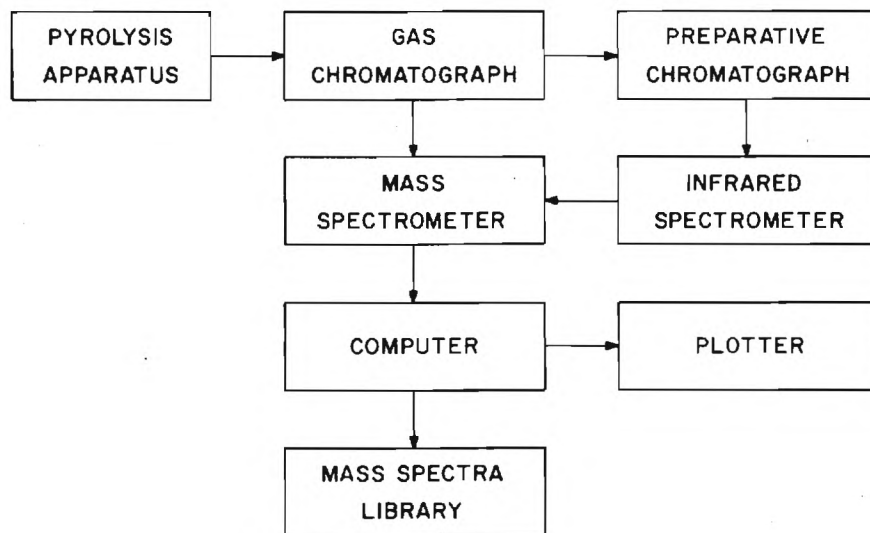 PYROLYSIS
APPARATUS
GAS
CHROMATOGRAPH
PREPARATIVE
CHROMATOGRAPH
MASS
SPECTROMETER
INFRARED
SPECTROMETER
COMPUTER
PLOTTER
MASS SPECTRA
LIBRARY